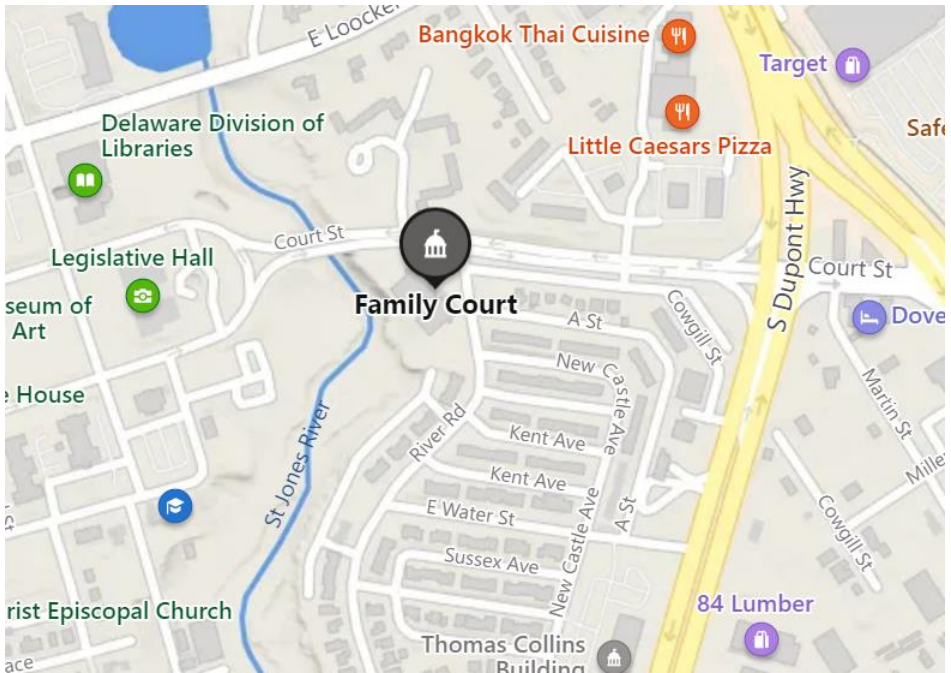 E Loocker
Bangkok Thai Cuisine
Target
Delaware Division of
Libraries
Little Caesars Pizza
Safe
S Dupont Hwy
Court St
Legislative Hall
Court St
Family Court
seum of
Art
A St
Cowgill St
Dove
New Castle Ave
Martin St
House
River Rd
Kent Ave
Kent Ave
Mille
St Jones River
E Water St
A St
New Castle Ave
Cowgill St
Sussex Ave
rist Episcopal Church
84 Lumber
Thomas Collins
Building
ace